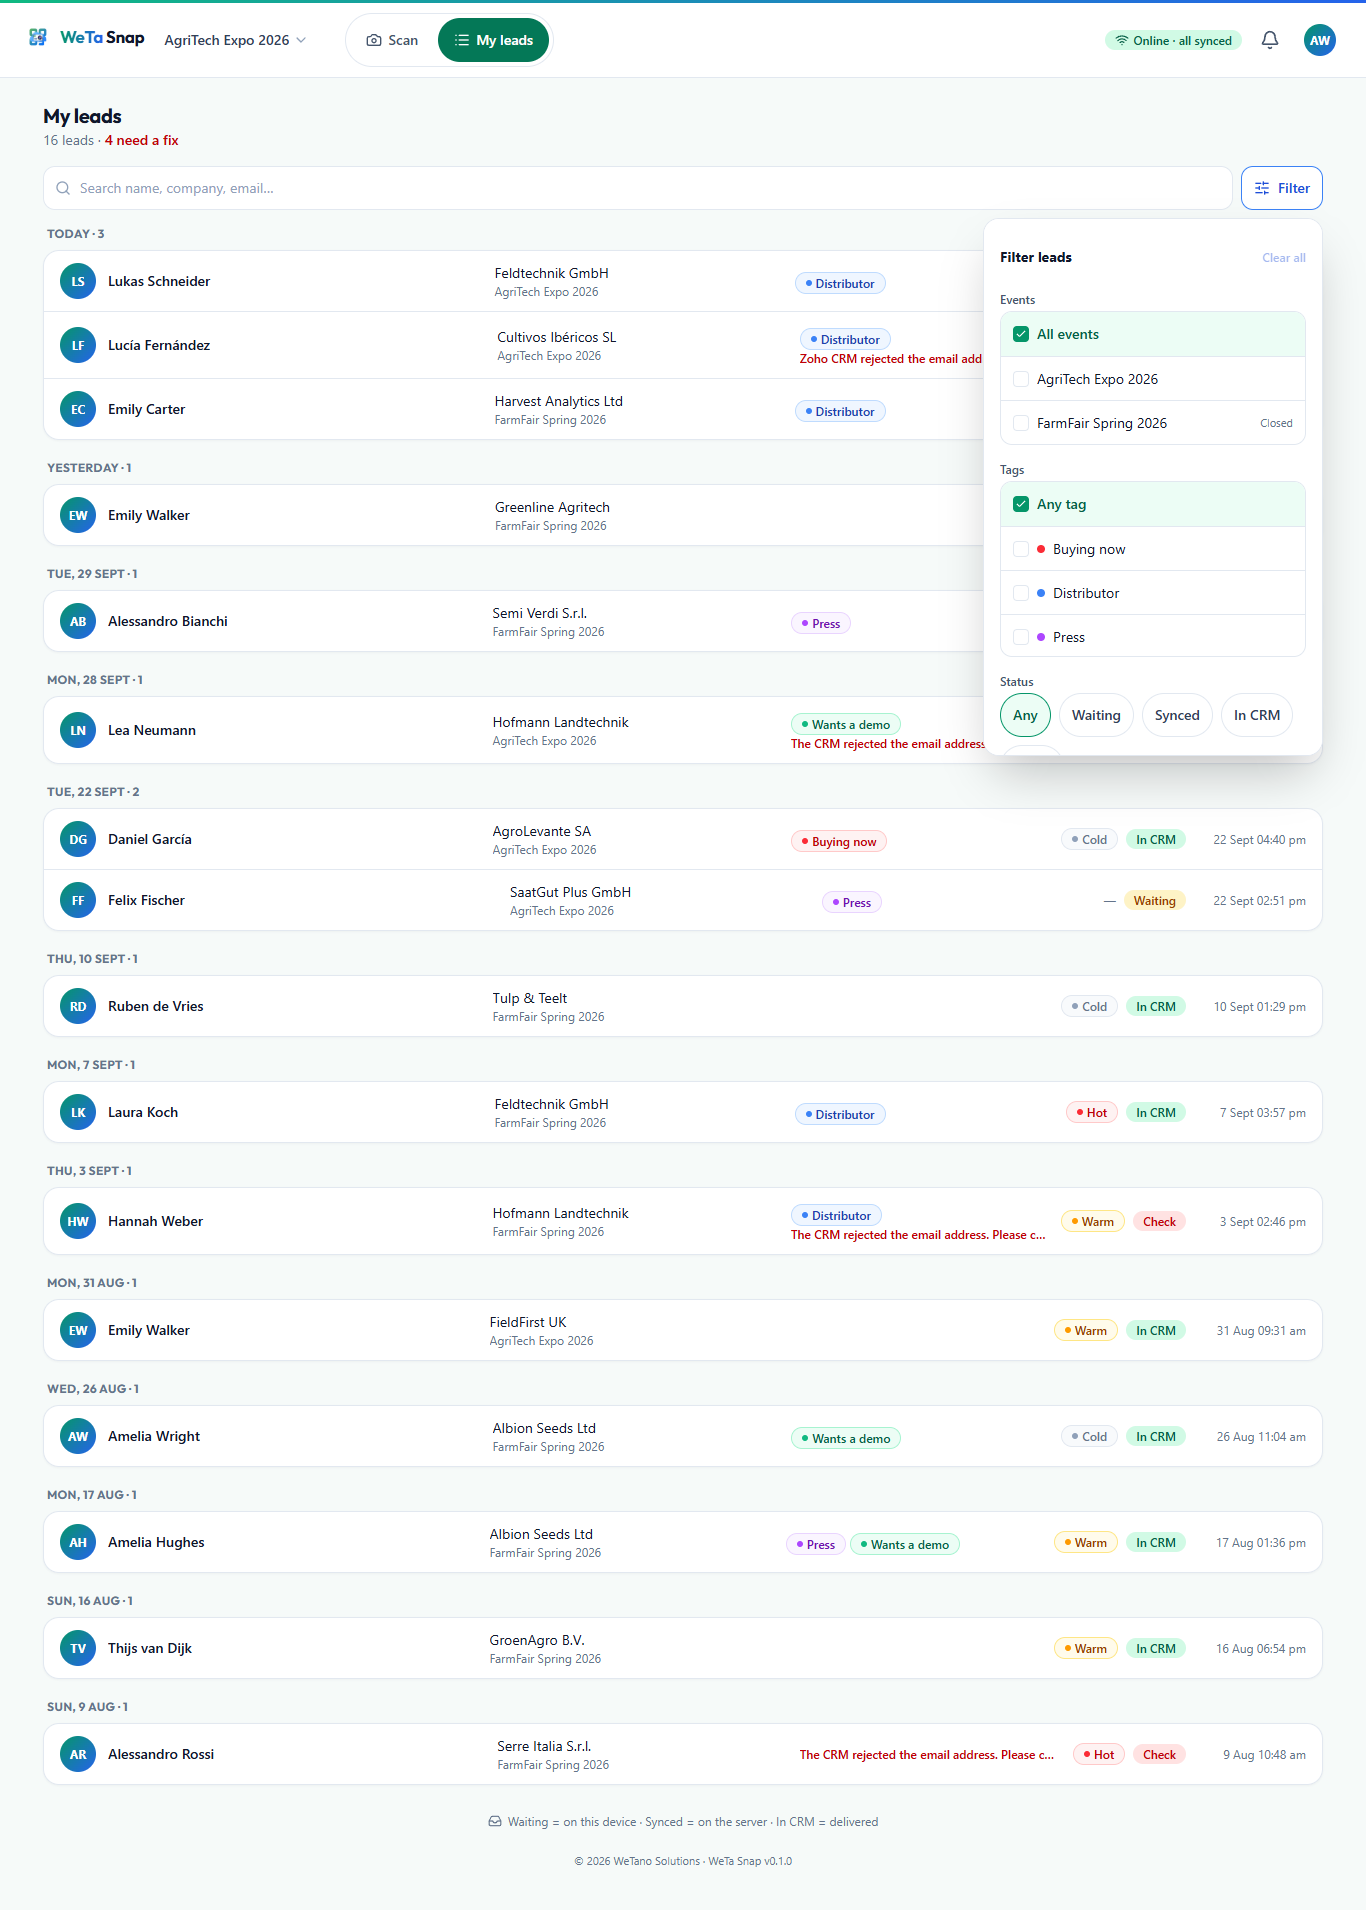 WeTa Snap
AgriTech Expo 2026
Scan
My leads
Online · all synced
AW
My leads
16 leads · 4 need a fix
Search name, company, email...
Filter
TODAY · 3
LS Lukas Schneider
Feldtechnik GmbH
AgriTech Expo 2026
Distributor
LF Lucía Fernández
Cultivos Ibéricos SL
AgriTech Expo 2026
Distributor
Zoho CRM rejected the email add
EC Emily Carter
Harvest Analytics Ltd
FarmFair Spring 2026
Distributor
YESTERDAY · 1
EW Emily Walker
Greenline Agritech
FarmFair Spring 2026
TUE, 29 SEPT · 1
AB Alessandro Bianchi
Semi Verdi S.r.l.
FarmFair Spring 2026
Press
MON, 28 SEPT · 1
LN Lea Neumann
Hofmann Landtechnik
AgriTech Expo 2026
Wants a demo
The CRM rejected the email address
Filter leads
Clear all
Events
All events
AgriTech Expo 2026
FarmFair Spring 2026 Closed
Tags
Any tag
Buying now
Distributor
Press
Status
Any Waiting Synced In CRM
TUE, 22 SEPT · 2
DG Daniel García
AgroLevante SA
AgriTech Expo 2026
Buying now
Cold In CRM 22 Sept 04:40 pm
FF Felix Fischer
SaatGut Plus GmbH
AgriTech Expo 2026
Press
— Waiting 22 Sept 02:51 pm
THU, 10 SEPT · 1
RD Ruben de Vries
Tulp & Teelt
FarmFair Spring 2026
Cold In CRM 10 Sept 01:29 pm
MON, 7 SEPT · 1
LK Laura Koch
Feldtechnik GmbH
FarmFair Spring 2026
Distributor
Hot In CRM 7 Sept 03:57 pm
THU, 3 SEPT · 1
HW Hannah Weber
Hofmann Landtechnik
FarmFair Spring 2026
Distributor
The CRM rejected the email address. Please c...
Warm Check 3 Sept 02:46 pm
MON, 31 AUG · 1
EW Emily Walker
FieldFirst UK
AgriTech Expo 2026
Warm In CRM 31 Aug 09:31 am
WED, 26 AUG · 1
AW Amelia Wright
Albion Seeds Ltd
FarmFair Spring 2026
Wants a demo
Cold In CRM 26 Aug 11:04 am
MON, 17 AUG · 1
AH Amelia Hughes
Albion Seeds Ltd
FarmFair Spring 2026
Press Wants a demo
Warm In CRM 17 Aug 01:36 pm
SUN, 16 AUG · 1
TV Thijs van Dijk
GroenAgro B.V.
FarmFair Spring 2026
Warm In CRM 16 Aug 06:54 pm
SUN, 9 AUG · 1
AR Alessandro Rossi
Serre Italia S.r.l.
FarmFair Spring 2026
The CRM rejected the email address. Please c...
Hot Check 9 Aug 10:48 am
Waiting = on this device · Synced = on the server · In CRM = delivered
© 2026 WeTano Solutions · WeTa Snap v0.1.0